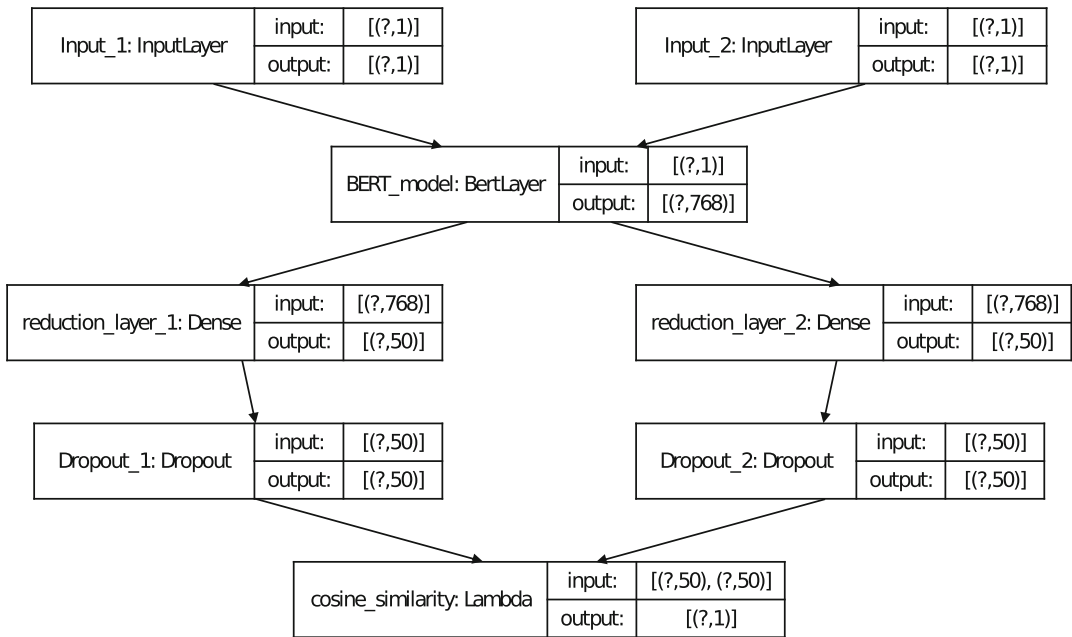 Input_1: InputLayer
input:
[(?,1)]
output:
[(?,1)]
Input_2: InputLayer
input:
[(?,1)]
output:
[(?,1)]
BERT_model: BertLayer
input:
[(?,1)]
output:
[(?,768)]
reduction_layer_1: Dense
input:
[(?,768)]
output:
[(?,50)]
reduction_layer_2: Dense
input:
[(?,768)]
output:
[(?,50)]
Dropout_1: Dropout
input:
[(?,50)]
output:
[(?,50)]
Dropout_2: Dropout
input:
[(?,50)]
output:
[(?,50)]
cosine_similarity: Lambda
input:
[(?,50), (?,50)]
output:
[(?,1)]